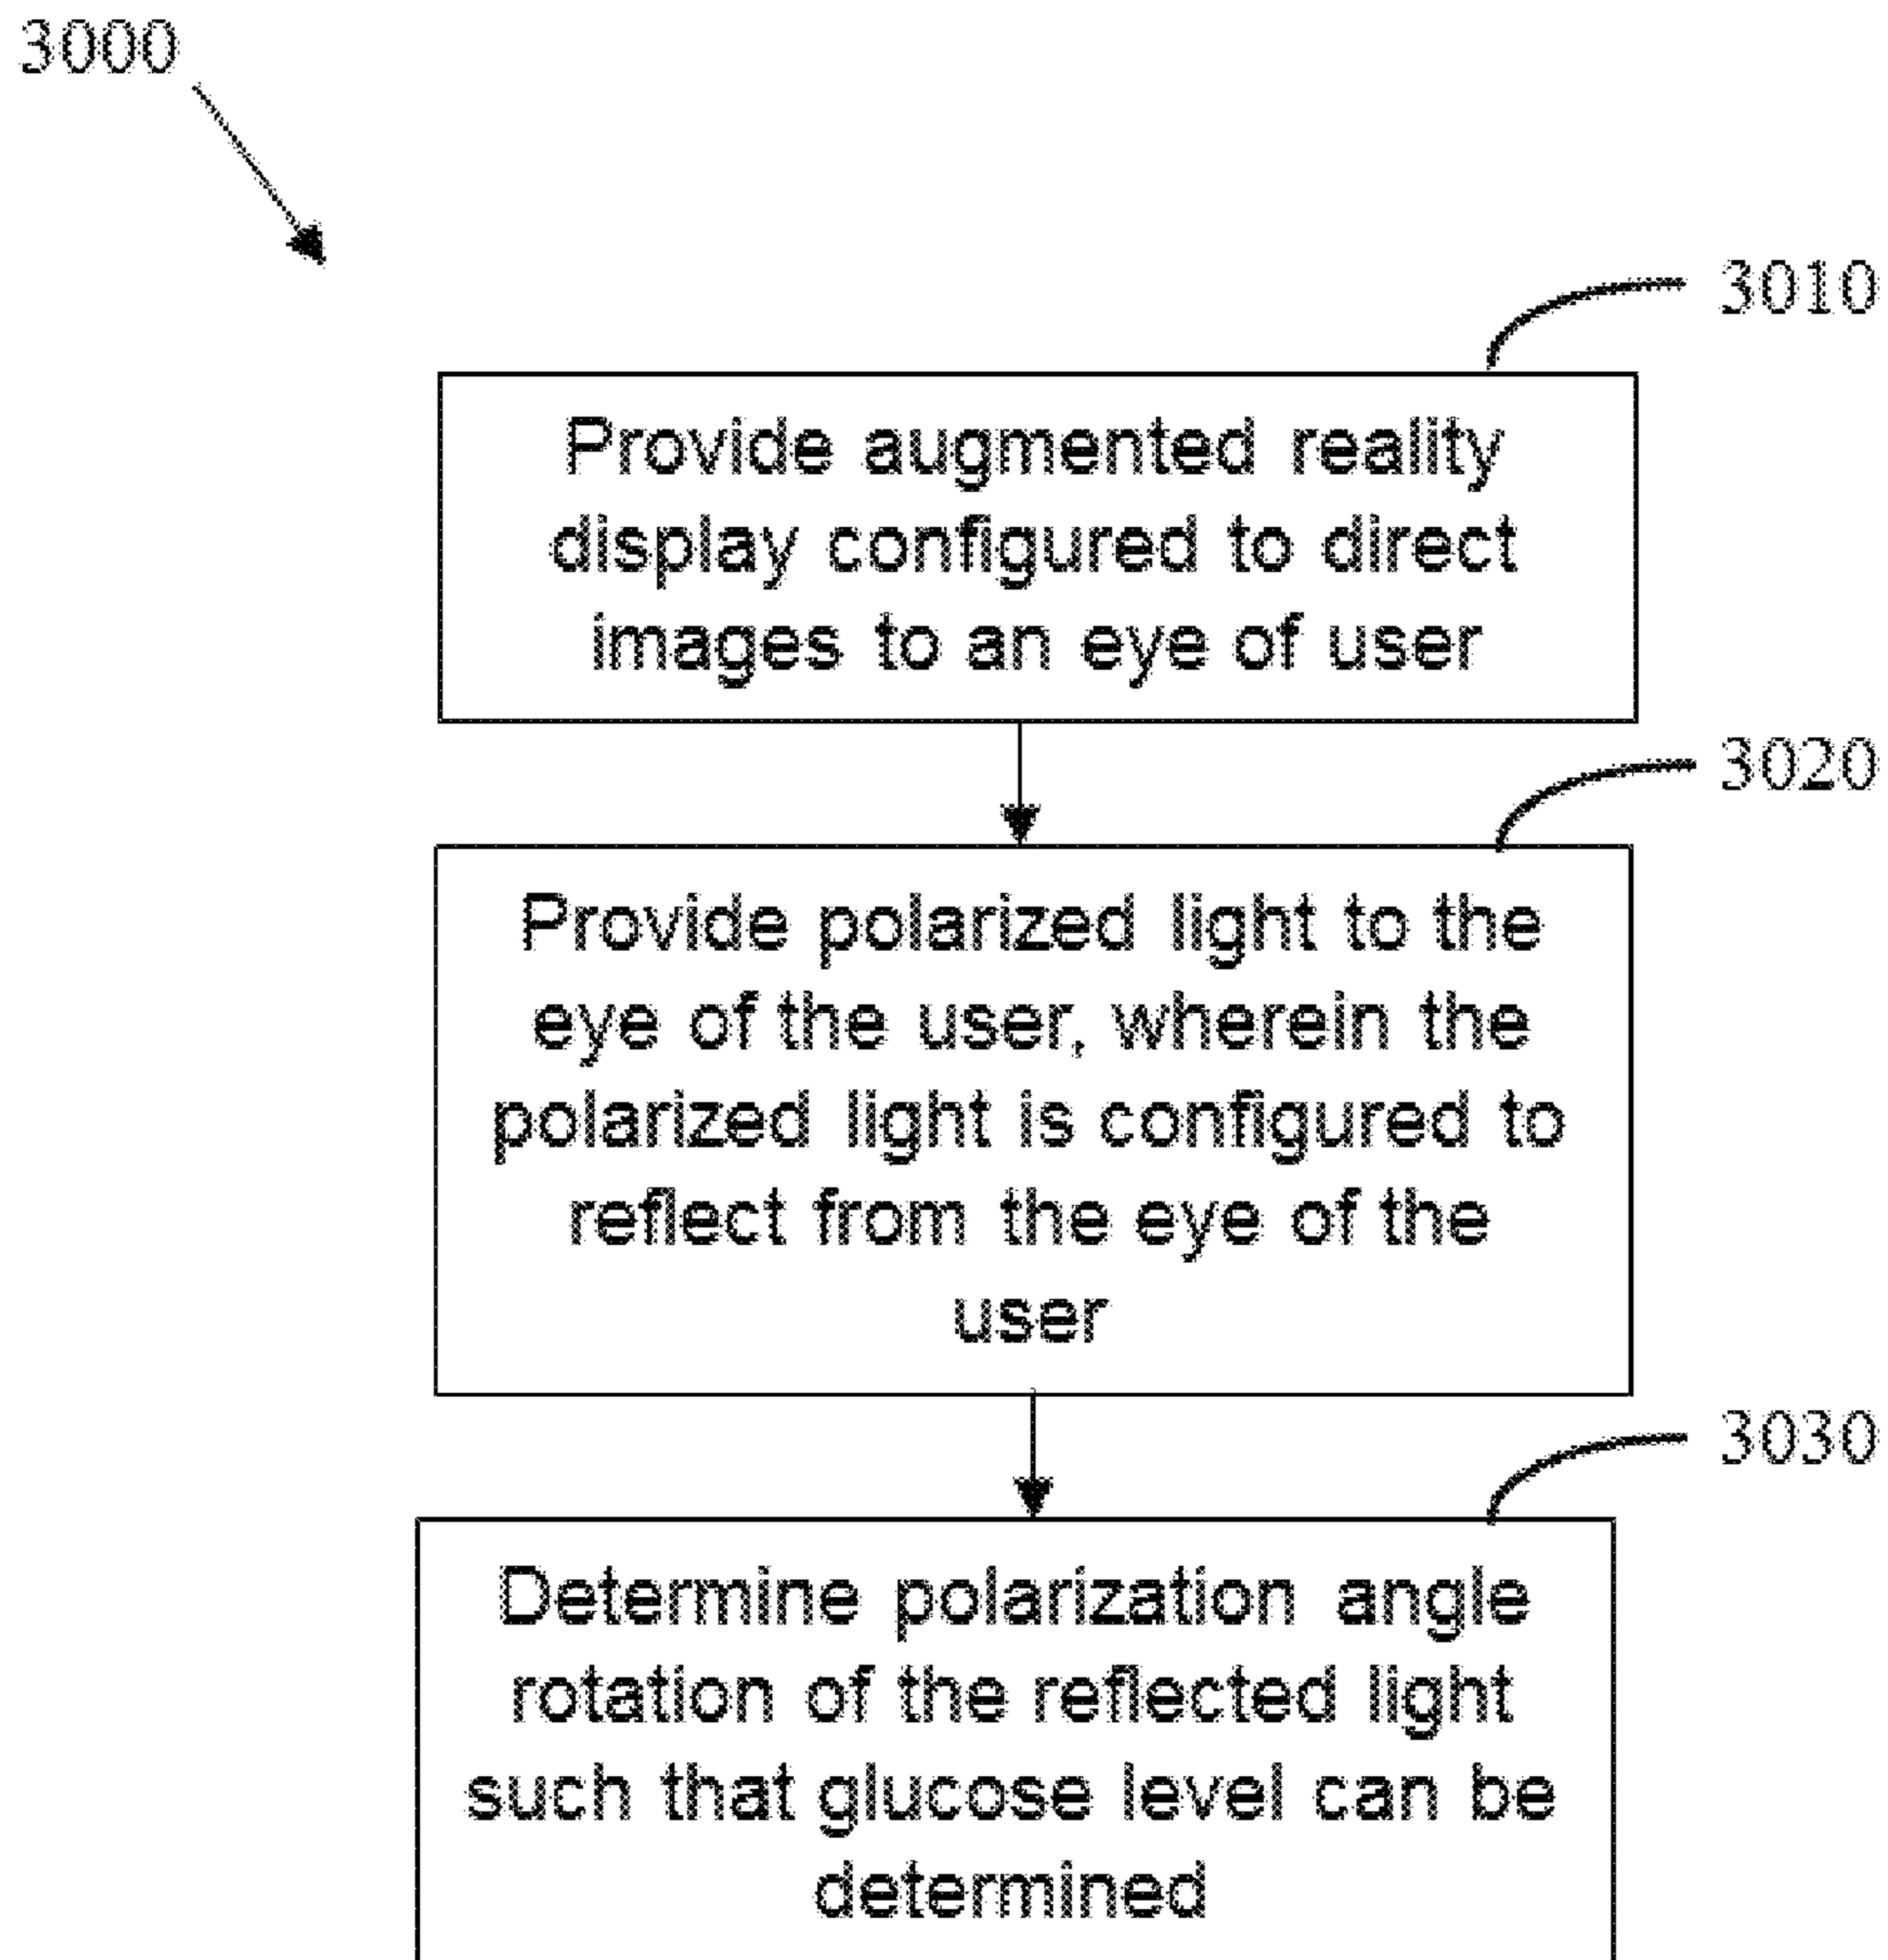 3000
3010
Provide augmented reality
display configured to direct
images to an eye of user
3020
Provide polarized light to the
eye of the user, wherein the
polarized light is configured to
reflect from the eye of the
user
3030
Determine polarization angle
rotation of the reflected light
such that glucose level can be
determined